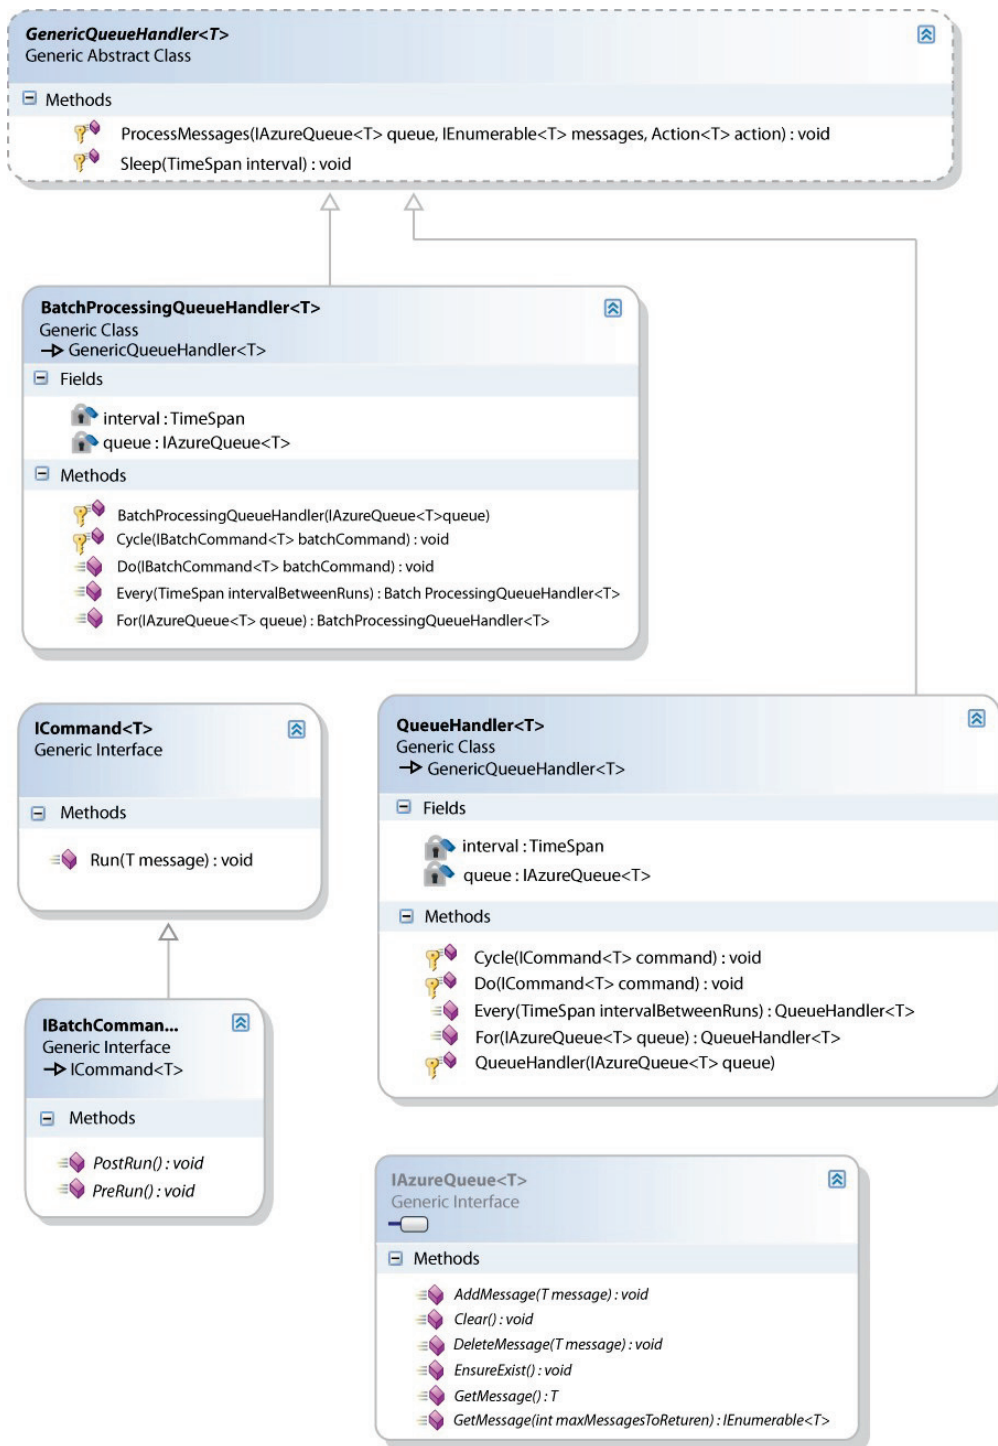 GenericQueueHandler<T>
Generic Abstract Class
Methods
ProcessMessages(IAzureQueue<T> queue, IEnumerable<T> messages, Action<T> action) : void
Sleep(TimeSpan interval) : void
BatchProcessingQueueHandler<T>
Generic Class
GenericQueueHandler<T>
Fields
interval : TimeSpan
queue : IAzureQueue<T>
Methods
BatchProcessingQueueHandler(IAzureQueue<T>queue)
Cycle(IBatchCommand<T> batchCommand) : void
Do(IBatchCommand<T> batchCommand) : void
Every(TimeSpan intervalBetweenRuns) : Batch ProcessingQueueHandler<T>
For(IAzureQueue<T> queue) : BatchProcessingQueueHandler<T>
ICommand<T>
Generic Interface
Methods
Run(T message) : void
QueueHandler<T>
Generic Class
GenericQueueHandler<T>
Fields
interval : TimeSpan
queue : IAzureQueue<T>
Methods
Cycle(ICommand<T> command) : void
Do(ICommand<T> command) : void
Every(TimeSpan intervalBetweenRuns) : QueueHandler<T>
For(IAzureQueue<T> queue) : QueueHandler<T>
QueueHandler(IAzureQueue<T> queue)
IBatchComman...
Generic Interface
ICommand<T>
Methods
PostRun() : void
PreRun() : void
IAzureQueue<T>
Generic Interface
Methods
AddMessage(T message) : void
Clear() : void
DeleteMessage(T message) : void
EnsureExist() : void
GetMessage() : T
GetMessage(int maxMessagesToReturen) : IEnumerable<T>